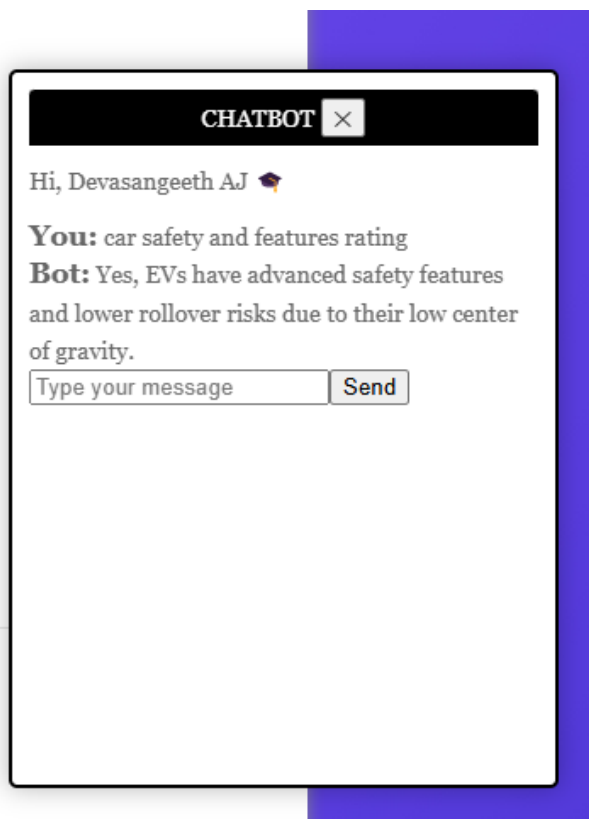 CHATBOT ×
Hi, Devasangeeth AJ 🎓
You: car safety and features rating
Bot: Yes, EVs have advanced safety features
and lower rollover risks due to their low center
of gravity.
Type your message Send